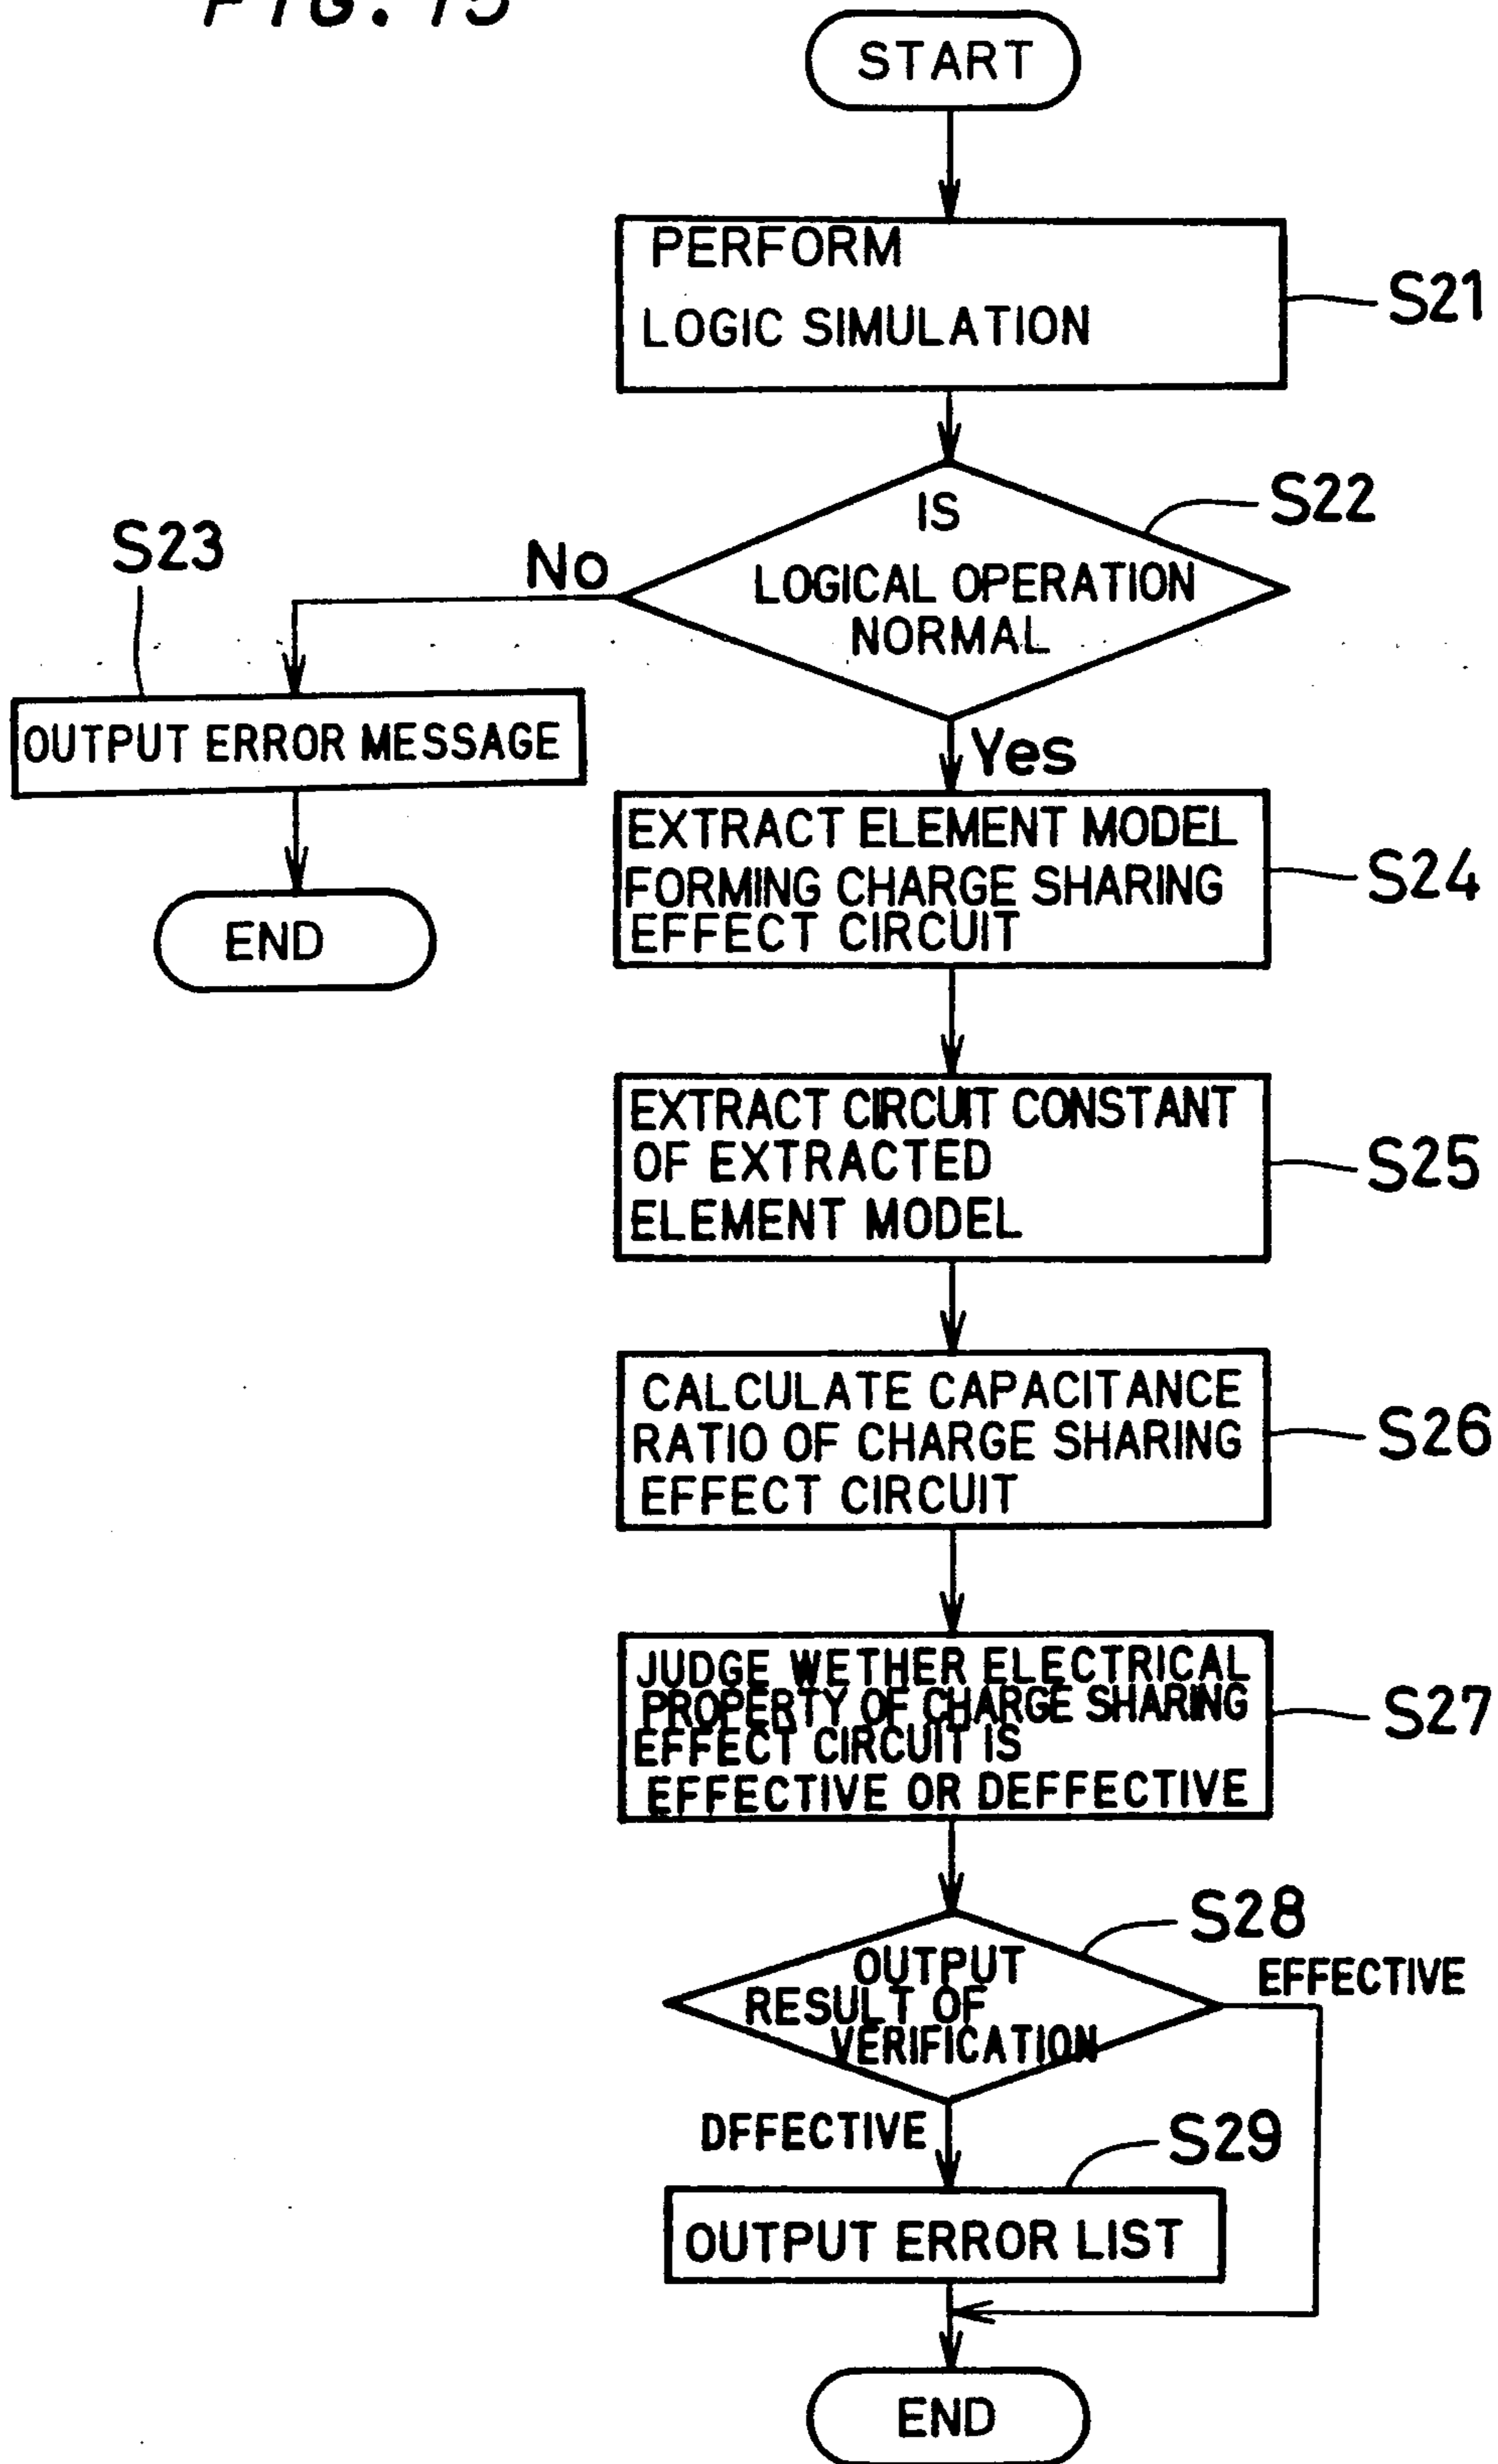 FIG. 15
START
PERFORM
LOGIC SIMULATION
S21
IS
LOGICAL OPERATION
NORMAL
S22
No
S23
OUTPUT ERROR MESSAGE
END
Yes
EXTRACT ELEMENT MODEL
FORMING CHARGE SHARING
EFFECT CIRCUIT
S24
EXTRACT CIRCUIT CONSTANT
OF EXTRACTED
ELEMENT MODEL
S25
CALCULATE CAPACITANCE
RATIO OF CHARGE SHARING
EFFECT CIRCUIT
S26
JUDGE WETHER ELECTRICAL
PROPERTY OF CHARGE SHARING
EFFECT CIRCUIT IS
EFFECTIVE OR DEFFECTIVE
S27
OUTPUT
RESULT OF
VERIFICATION
S28
EFFECTIVE
DFFECTIVE
S29
OUTPUT ERROR LIST
END